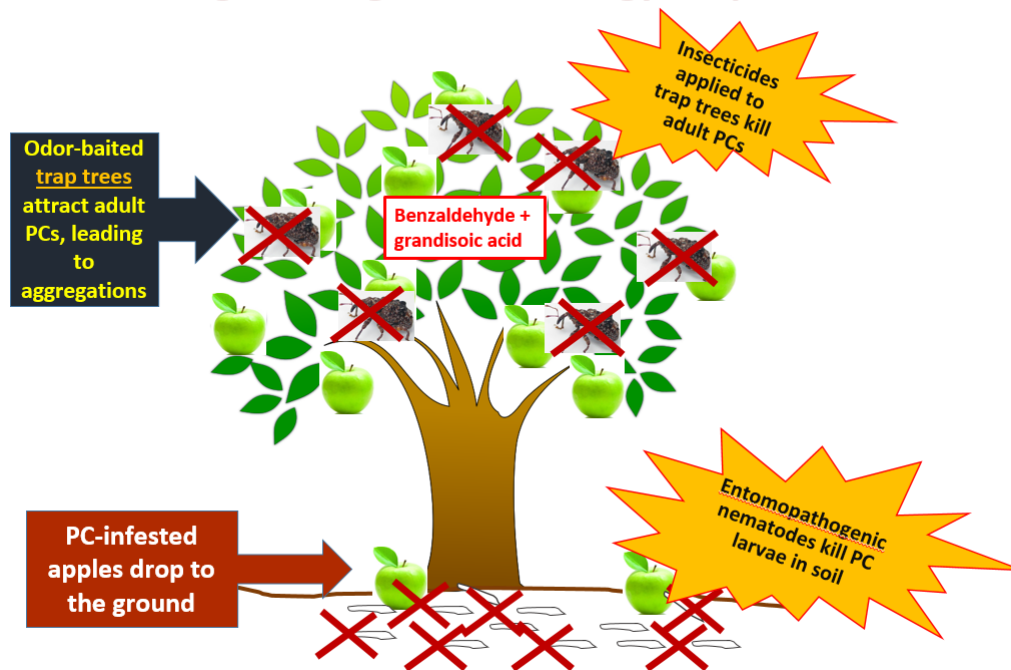 Insecticides
applied to
trap trees kill
adult PCs
Odor-baited
trap trees
attract adult
PCs, leading
to
aggregations
Benzaldehyde +
grandisoic acid
Entomopathogenic
nematodes kill PC
larvae in soil
PC-infested
apples drop to
the ground